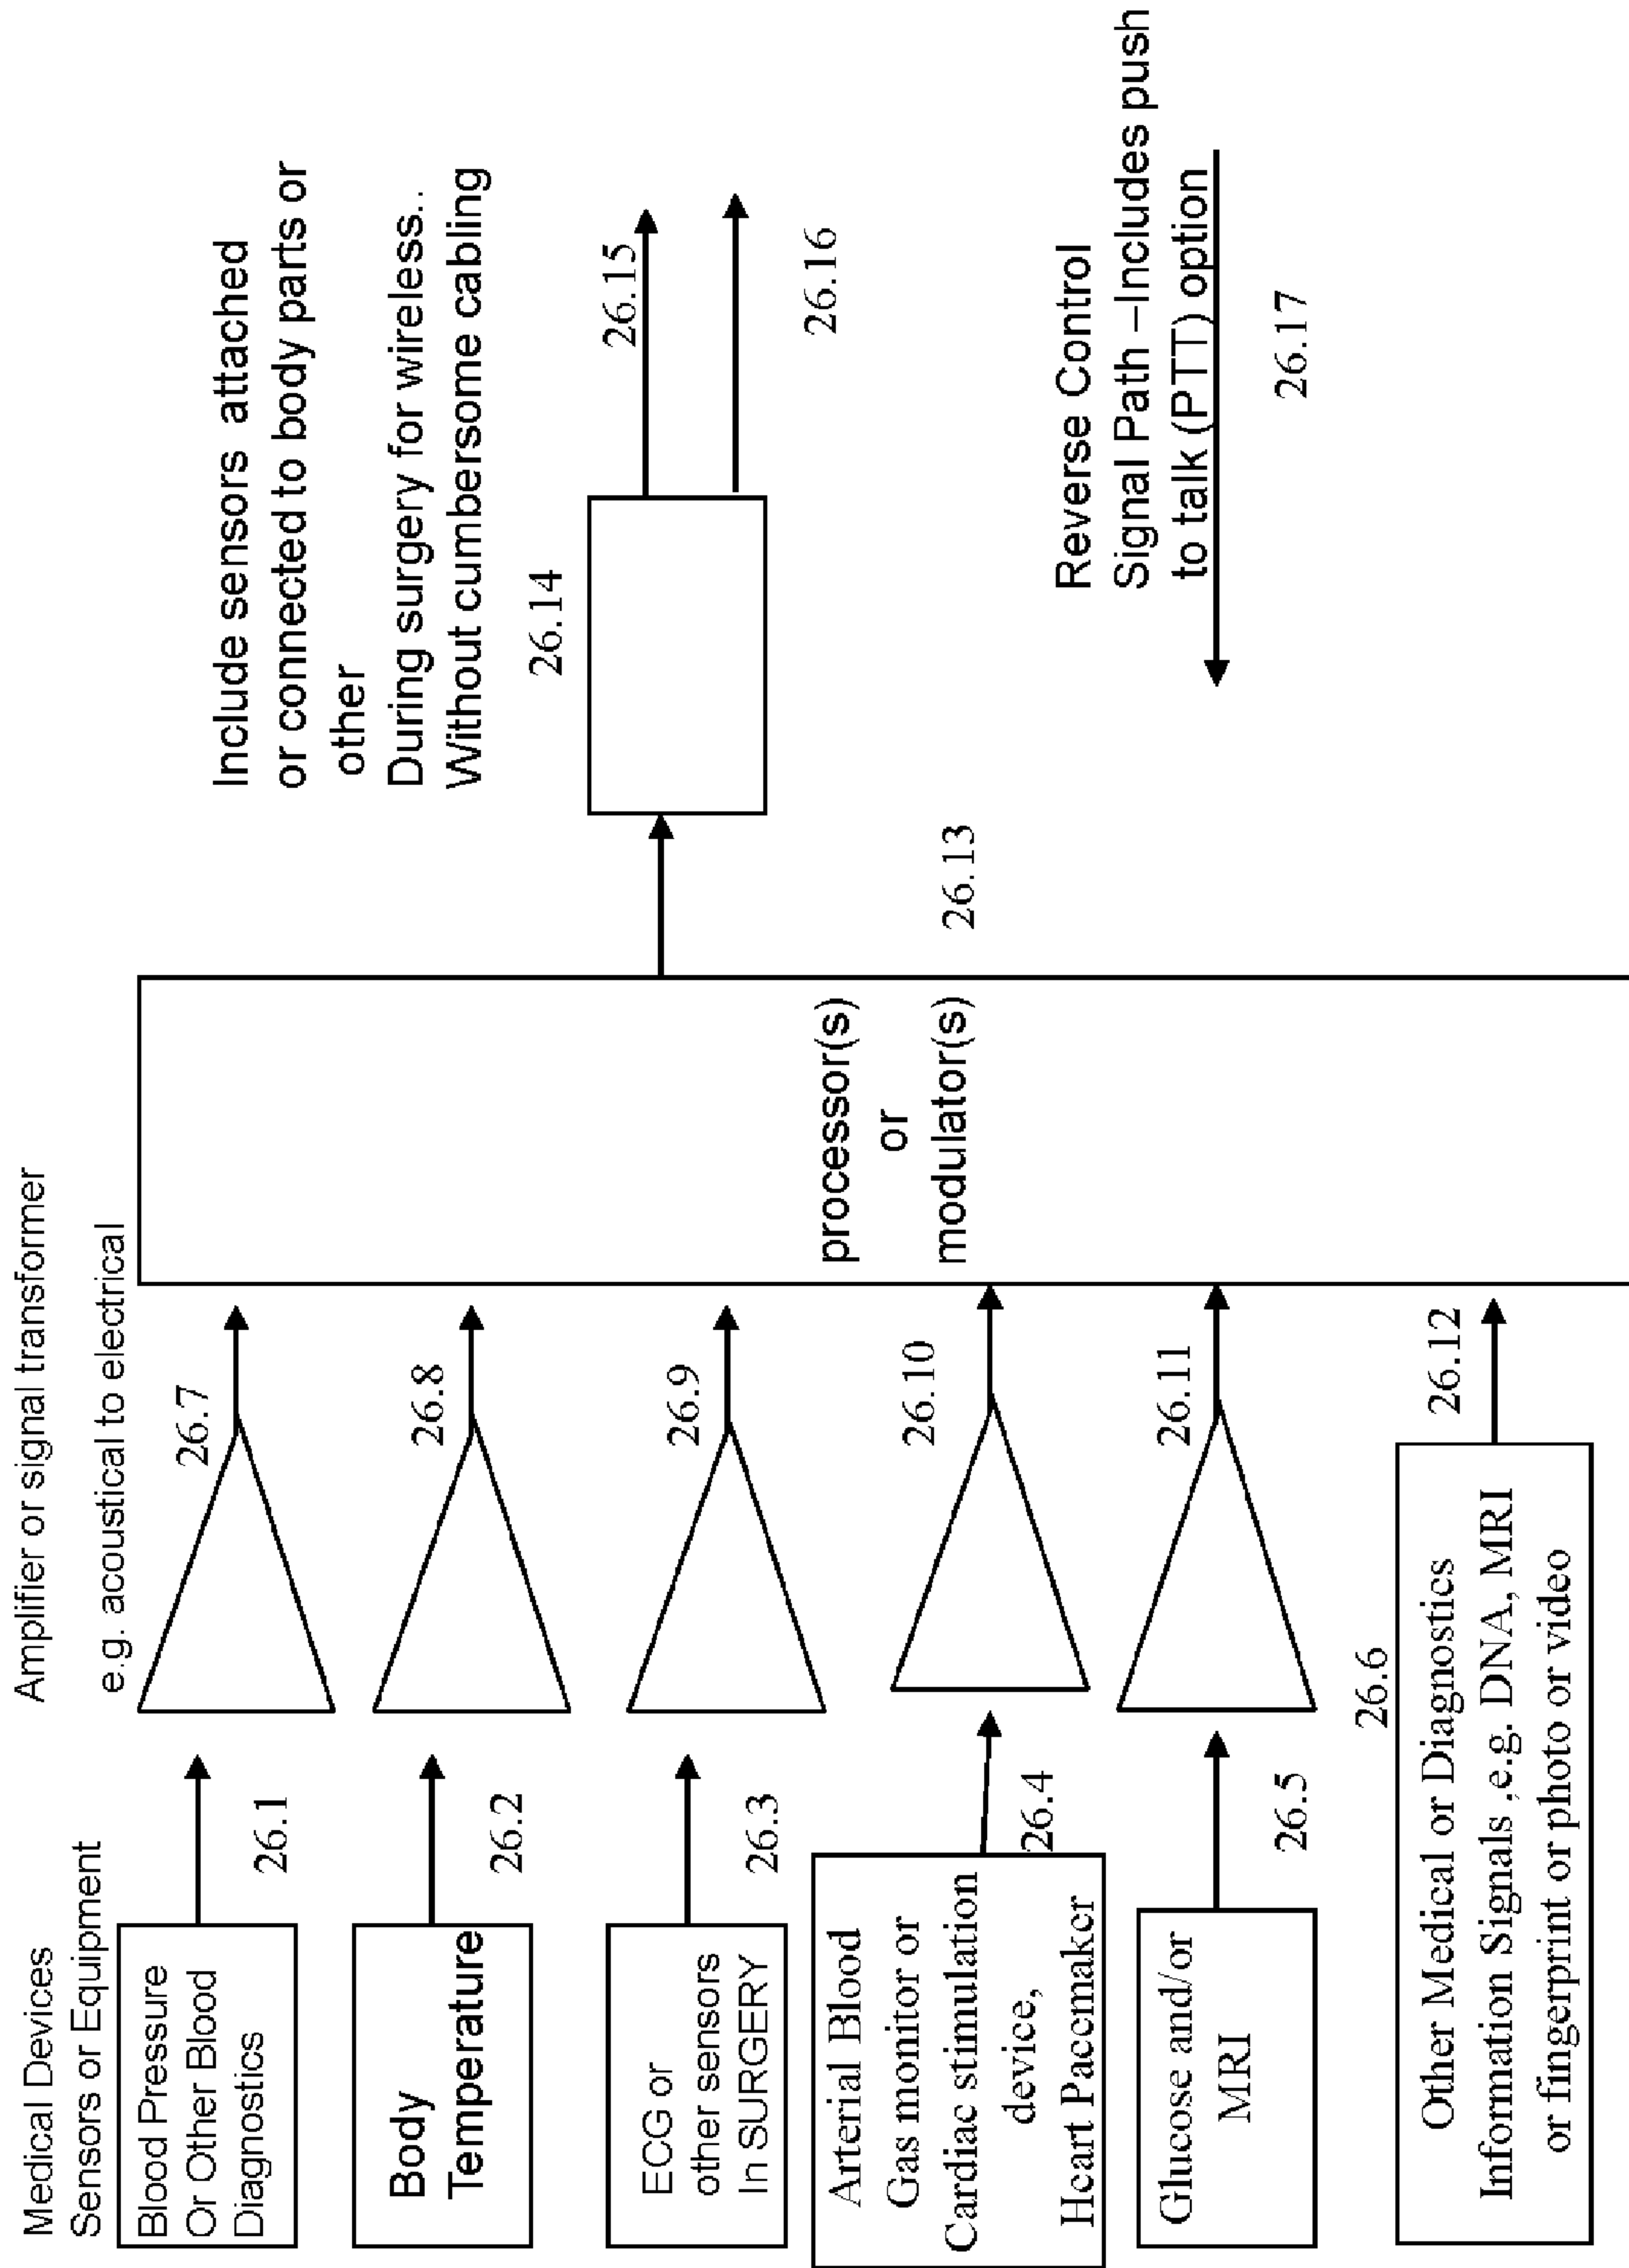 Medical Devices
Sensors or Equipment
Amplifier or signal transformer
e.g. acoustical to electrical
Blood Pressure
Or Other Blood
Diagnostics
26.1
26.7
Body
Temperature
26.2
26.8
ECG or
other sensors
In SURGERY
26.3
26.9
Arterial Blood
Gas monitor or
Cardiac stimulation
device,
Heart Pacemaker
26.4
26.10
Glucose and/or
MRI
26.5
26.11
26.6
Other Medical or Diagnostics
Information Signals ,e.g. DNA, MRI
or fingerprint or photo or video
26.12
processor(s)
or
modulator(s)
26.13
Include sensors attached
or connected to body parts or
other
During surgery for wireless..
Without cumbersome cabling
26.14
26.15
26.16
Reverse Control
Signal Path –Includes push
to talk (PTT) option
26.17